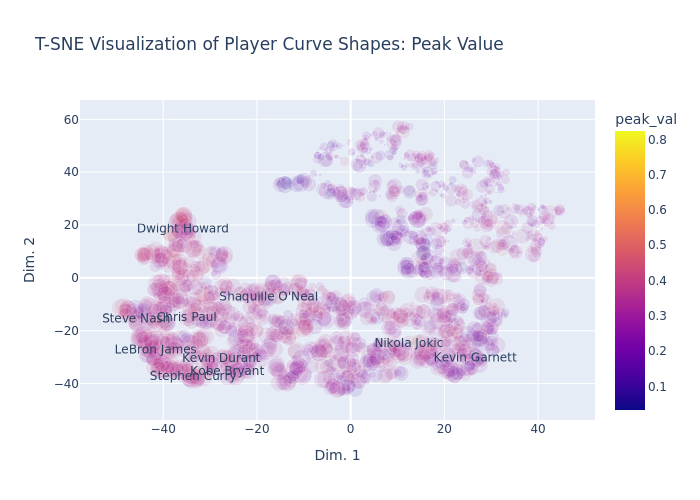 T-SNE Visualization of Player Curve Shapes: Peak Value
peak_val
60
40
20
0
−20
−40
Dim. 2
Dwight Howard
Shaquille O'Neal
Steve Nash
Chris Paul
Nikola Jokic
LeBron James
Kevin Durant
Kevin Garnett
Kobe Bryant
Stephen Curry
−40
−20
0
20
40
Dim. 1
0.8
0.7
0.6
0.5
0.4
0.3
0.2
0.1